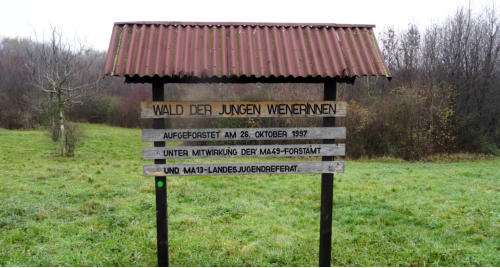 WALD DER JUNGEN WIENERINNEN
AUFGEFORSTET AM 26. OKTOBER 1997
UNTER MITWIRKUNG DER MA49-FORSTAMT
UND MA13-LANDESJUGENDREFERAT.